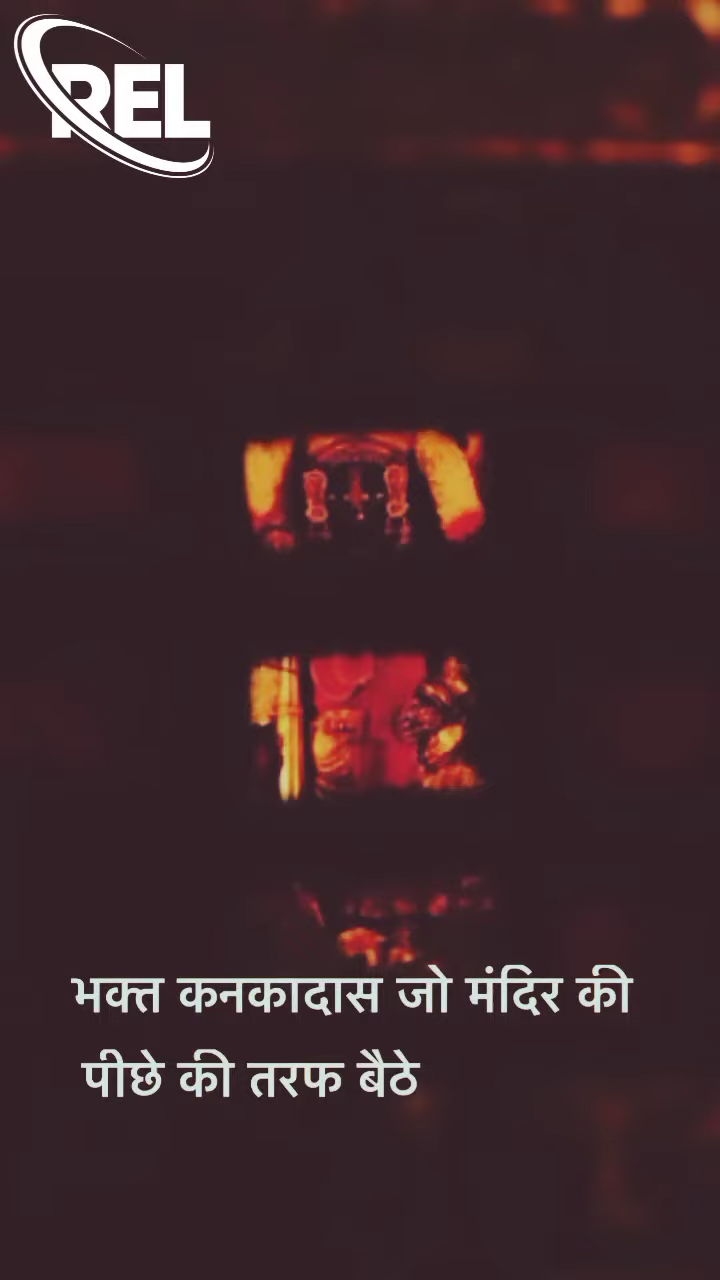 REL
भक्त कनकादास जो मंदिर की
पीछे की तरफ बैठे